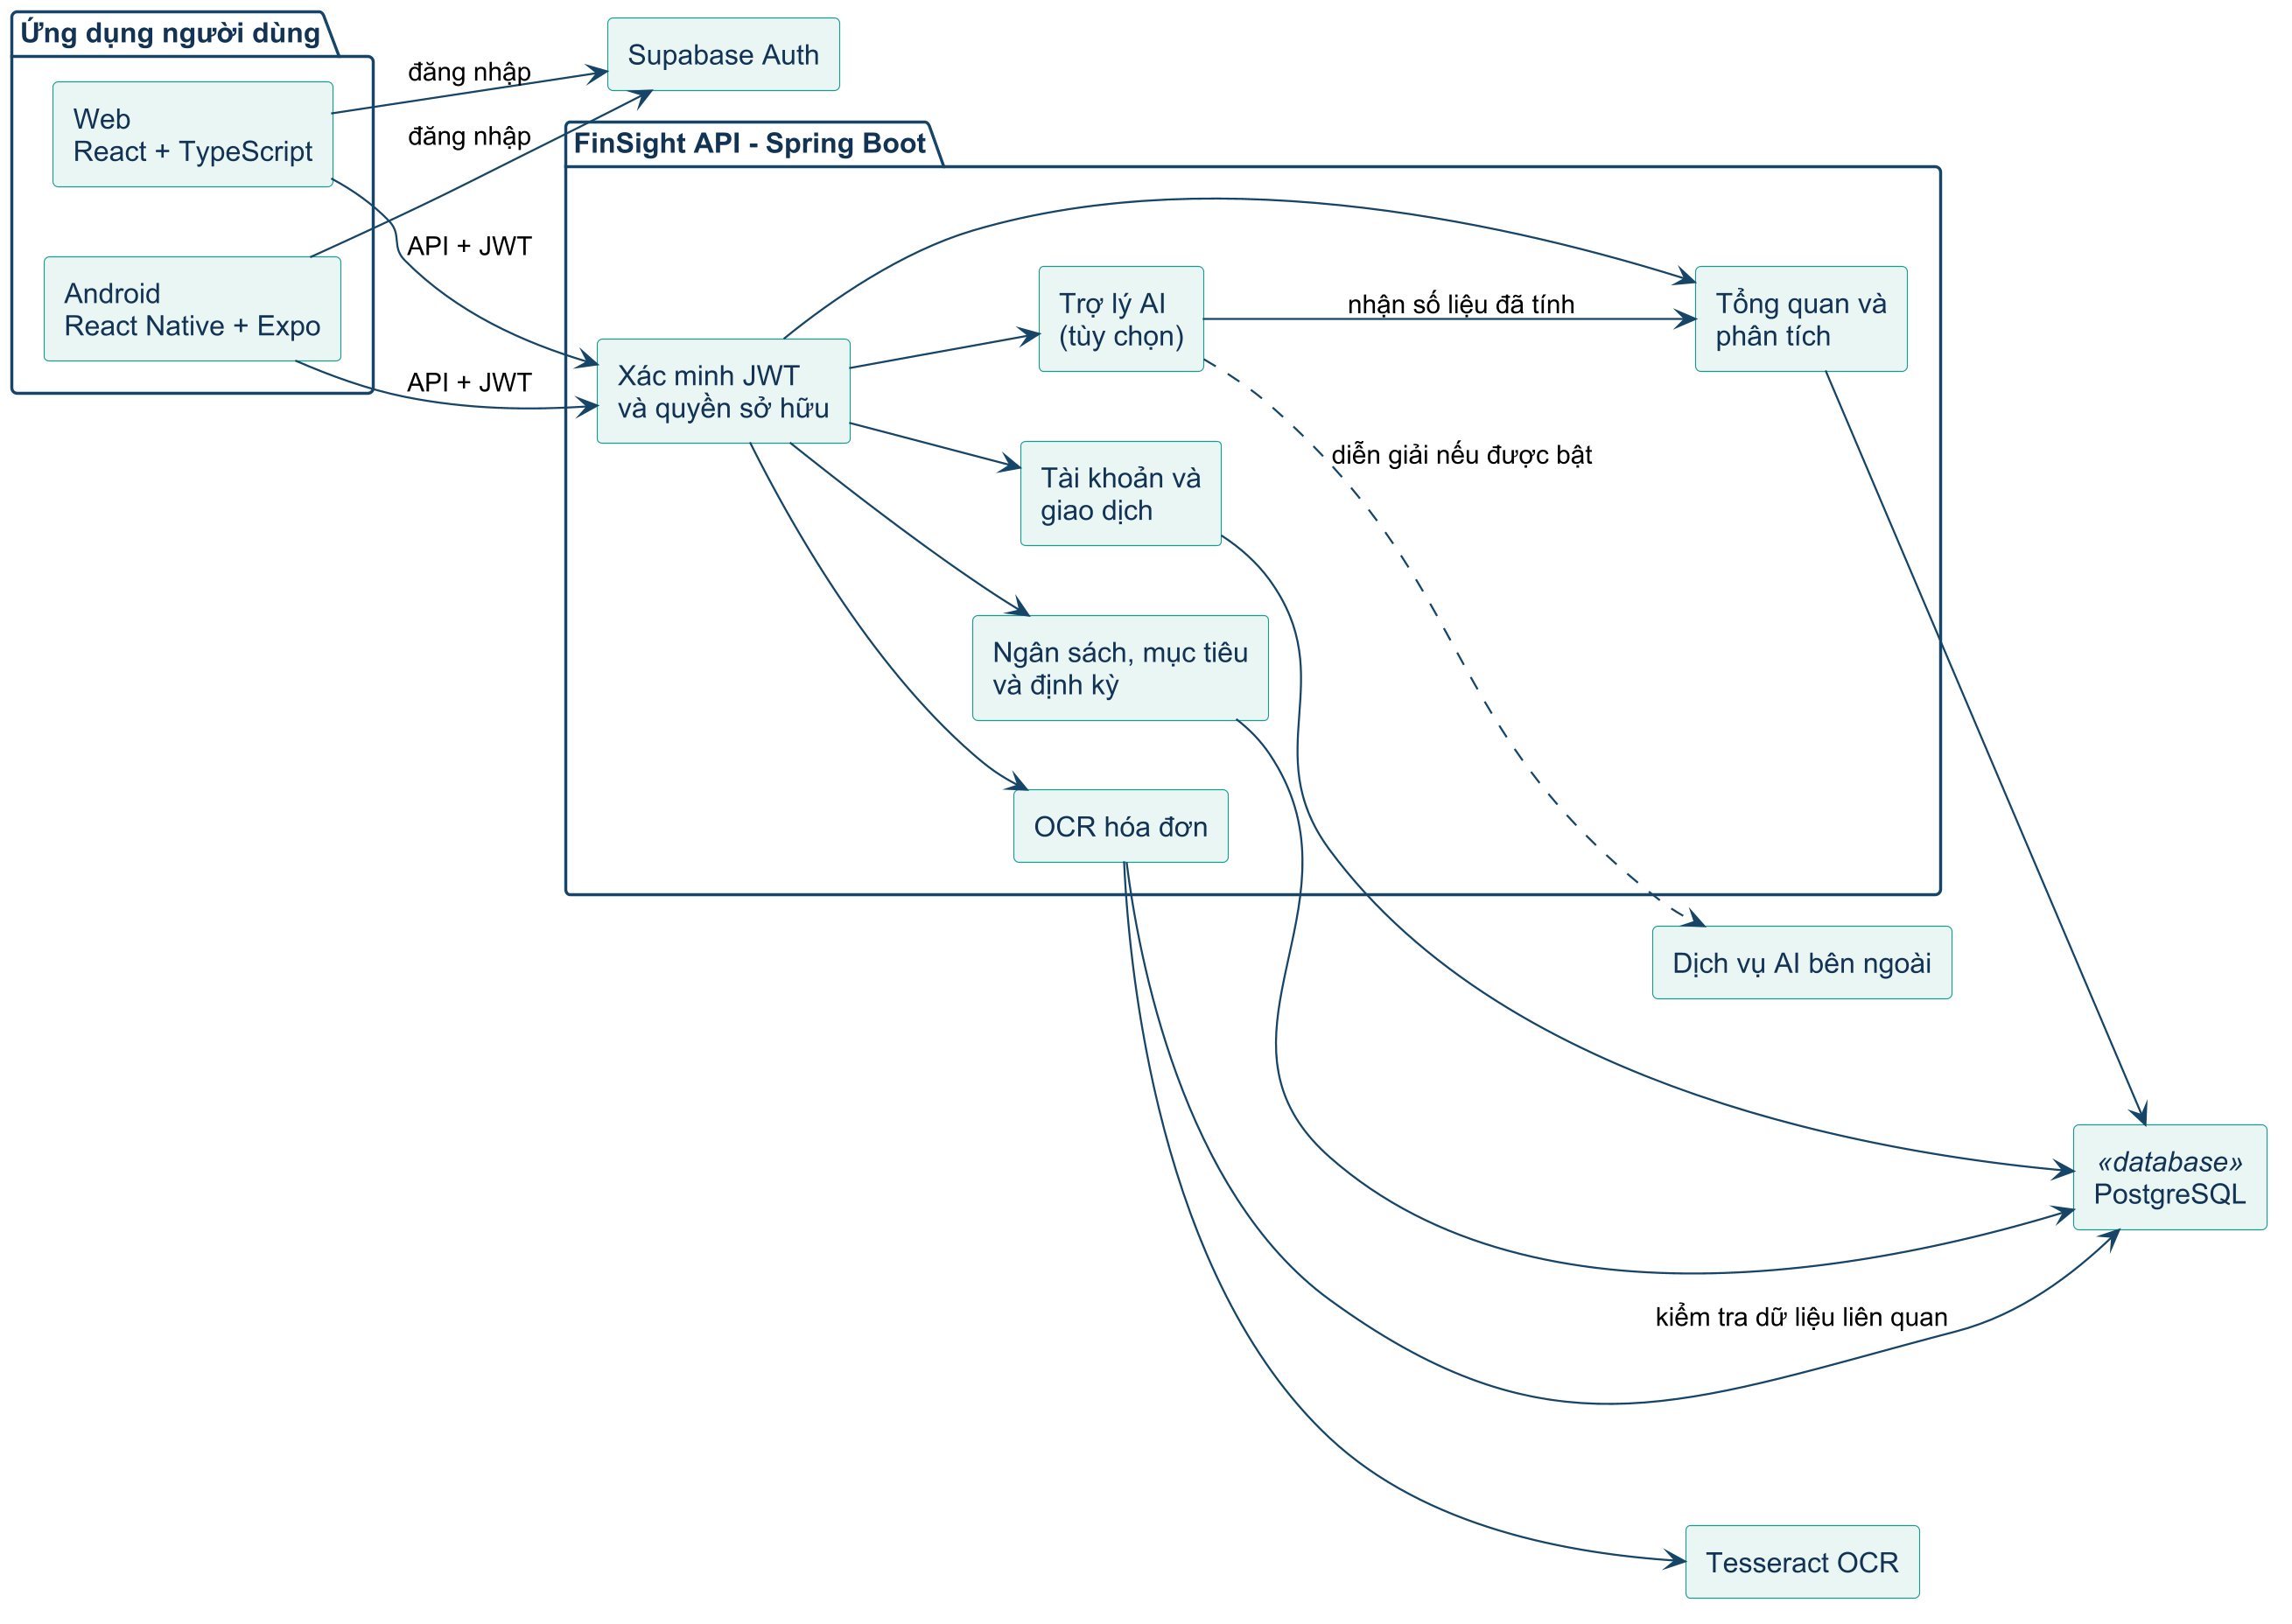 Ứng dụng người dùng
Web
React + TypeScript
Android
React Native + Expo
đăng nhập
đăng nhập
API + JWT
API + JWT
Supabase Auth
FinSight API - Spring Boot
Xác minh JWT
và quyền sở hữu
Trợ lý AI
(tùy chọn)
nhận số liệu đã tính
Tổng quan và
phân tích
diễn giải nếu được bật
Tài khoản và
giao dịch
Ngân sách, mục tiêu
và định kỳ
OCR hóa đơn
Dịch vụ AI bên ngoài
«database»
PostgreSQL
kiểm tra dữ liệu liên quan
Tesseract OCR